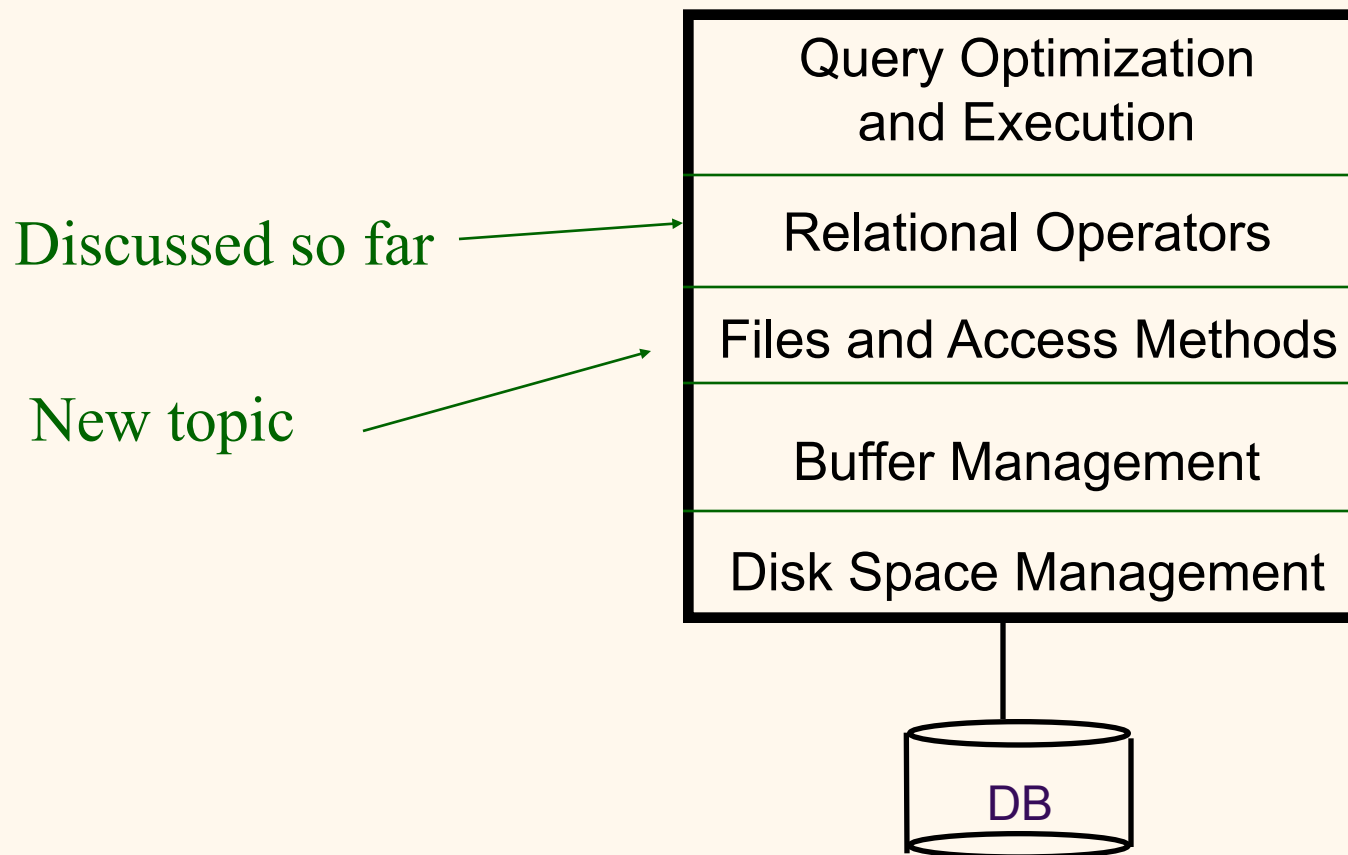 Query Optimization
and Execution
Discussed so far
Relational Operators
Files and Access Methods
New topic
Buffer Management
Disk Space Management
DB